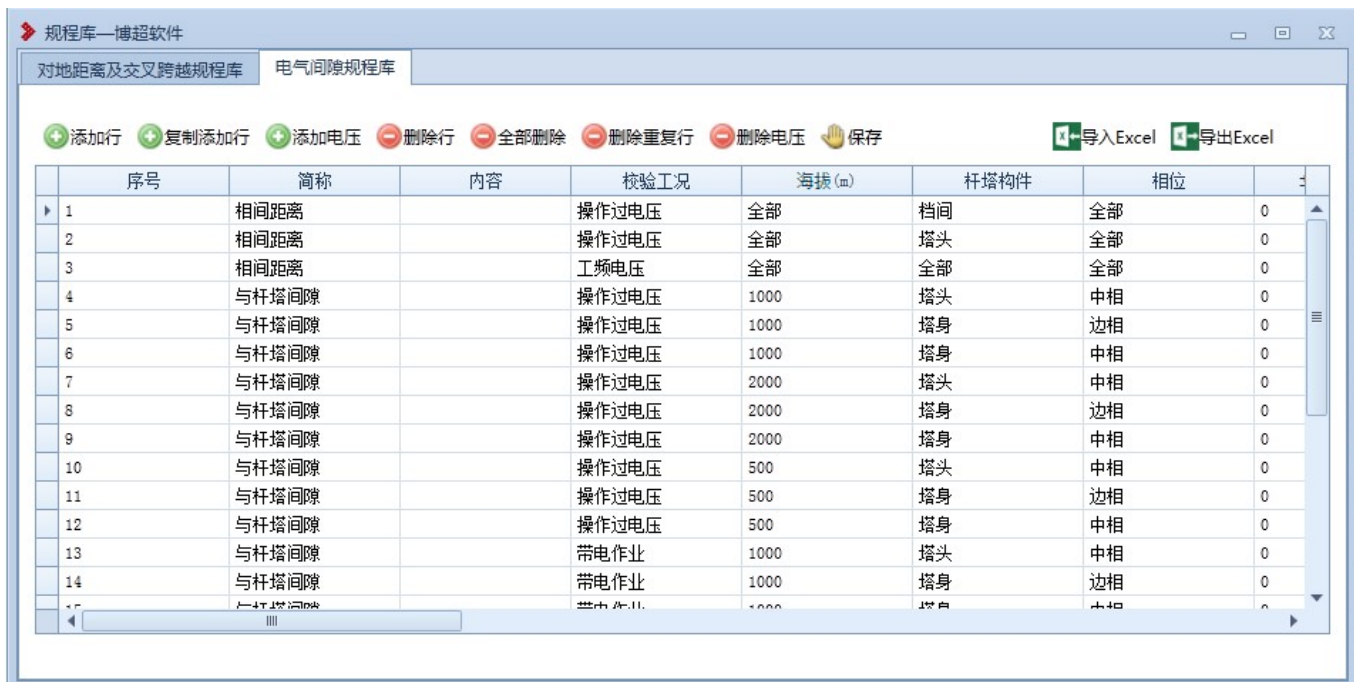 规程库—博超软件
对地距离及交叉跨越规程库 电气间隙规程库
添加行 复制添加行 添加电压 删除行 全部删除 删除重复行 删除电压 保存 导入Excel 导出Excel
序号 简称 内容 校验工况 海拔(m) 杆塔构件 相位
1 相间距离 操作过电压 全部 档间 全部 0
2 相间距离 操作过电压 全部 塔头 全部 0
3 相间距离 工频电压 全部 全部 全部 0
4 与杆塔间隙 操作过电压 1000 塔头 中相 0
5 与杆塔间隙 操作过电压 1000 塔身 边相 0
6 与杆塔间隙 操作过电压 1000 塔身 中相 0
7 与杆塔间隙 操作过电压 2000 塔头 中相 0
8 与杆塔间隙 操作过电压 2000 塔身 边相 0
9 与杆塔间隙 操作过电压 2000 塔身 中相 0
10 与杆塔间隙 操作过电压 500 塔头 中相 0
11 与杆塔间隙 操作过电压 500 塔身 边相 0
12 与杆塔间隙 操作过电压 500 塔身 中相 0
13 与杆塔间隙 带电作业 1000 塔头 中相 0
14 与杆塔间隙 带电作业 1000 塔身 边相 0